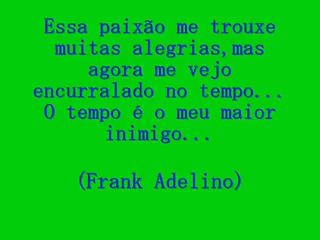 Essa paixão me trouxe
muitas alegrias,mas
agora me vejo
encurralado no tempo...
O tempo é o meu maior
inimigo...
(Frank Adelino)